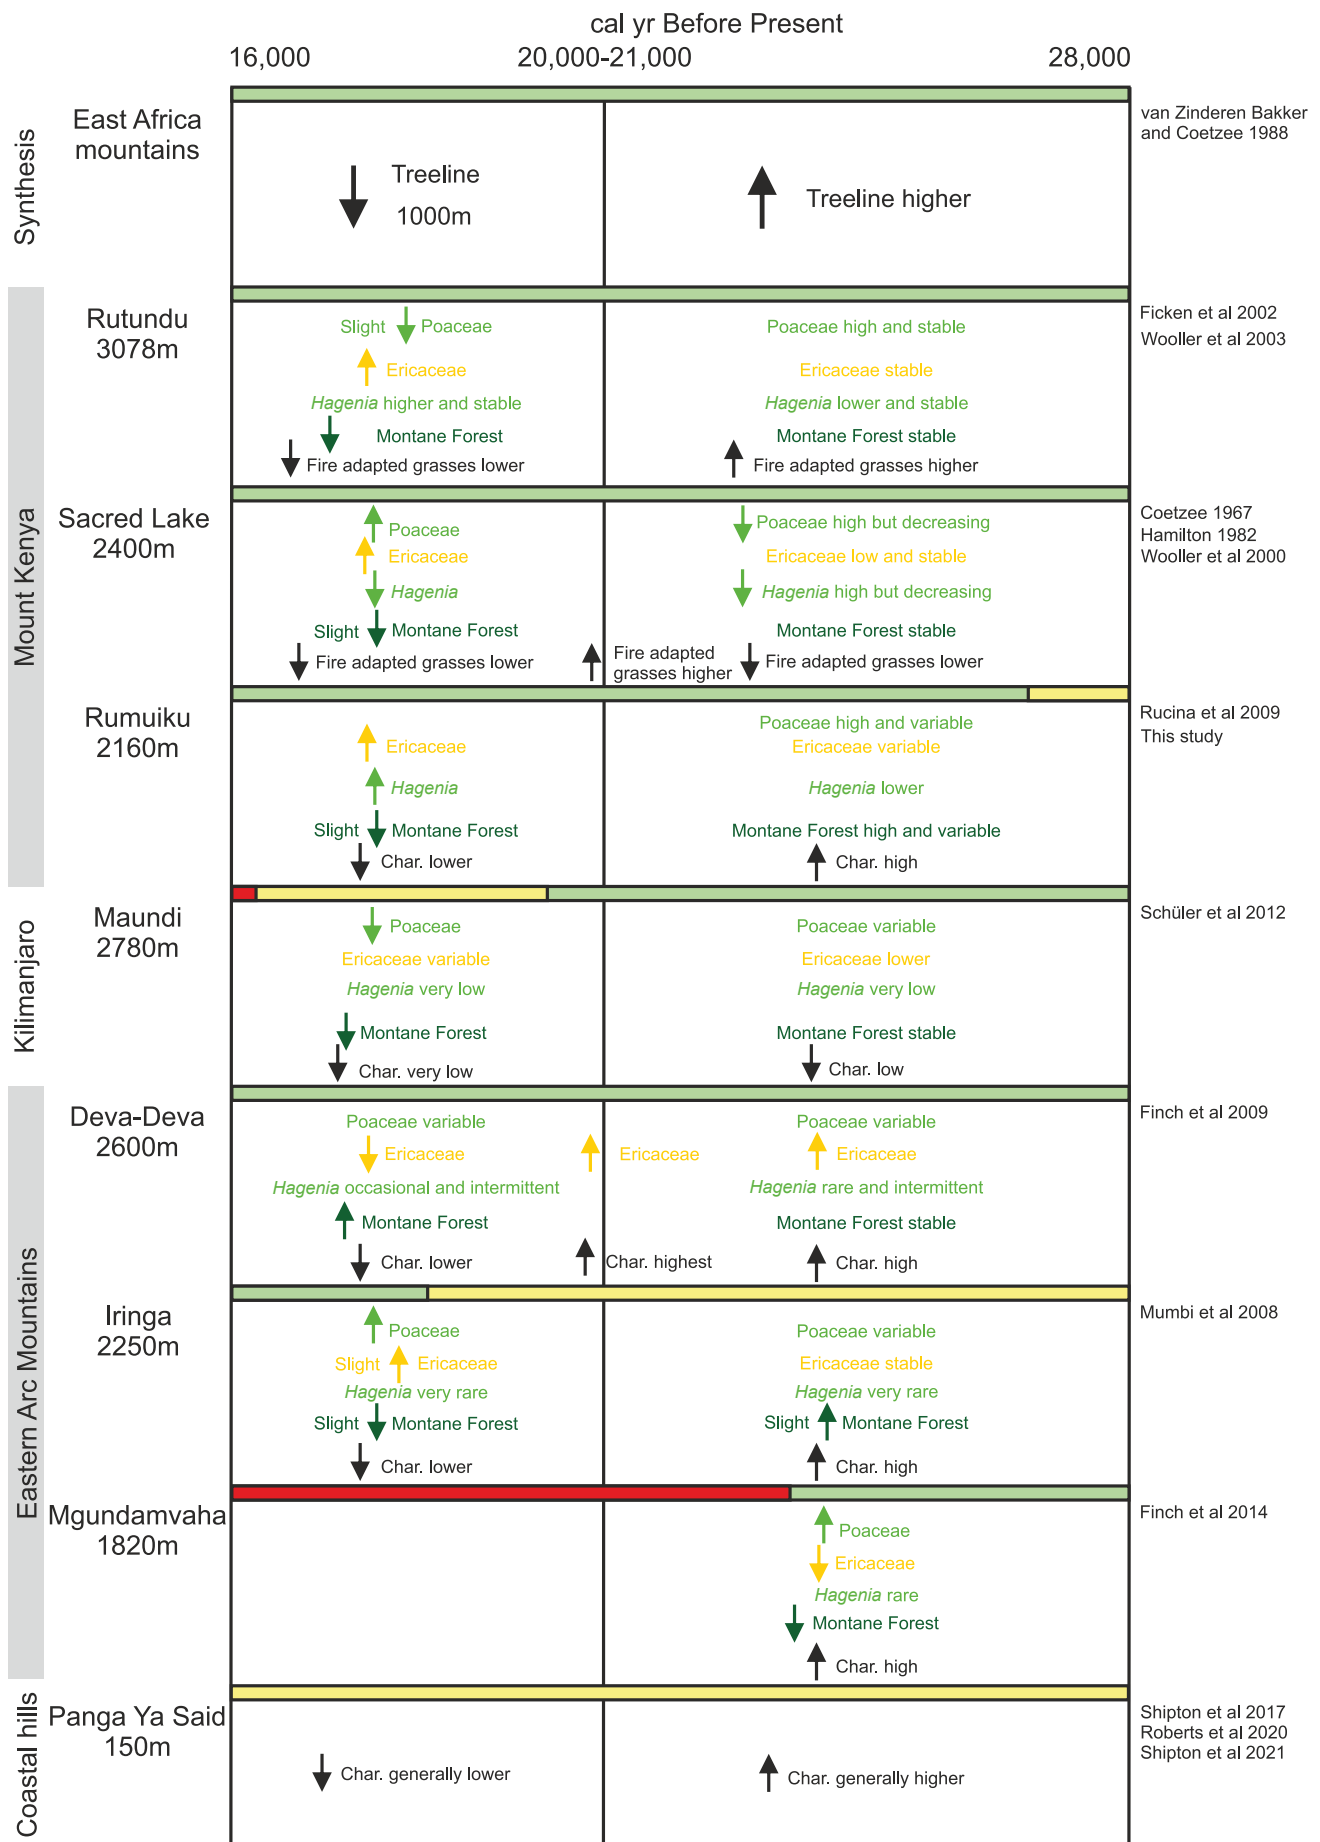 cal yr Before Present
16,000
20,000-21,000
28,000
Synthesis
East Africa
mountains
Treeline
1000m
Treeline higher
van Zinderen Bakker
and Coetzee 1988
Mount Kenya
Rutundu
3078m
Slight
Poaceae
Ericaceae
Hagenia higher and stable
Montane Forest
Fire adapted grasses lower
Poaceae high and stable
Ericaceae stable
Hagenia lower and stable
Montane Forest stable
Fire adapted grasses higher
Ficken et al 2002
Wooller et al 2003
Sacred Lake
2400m
Poaceae
Ericaceae
Hagenia
Slight
Montane Forest
Fire adapted grasses lower
Fire adapted
grasses higher
Poaceae high but decreasing
Ericaceae low and stable
Hagenia high but decreasing
Montane Forest stable
Fire adapted grasses lower
Coetzee 1967
Hamilton 1982
Wooller et al 2000
Rumuiku
2160m
Ericaceae
Hagenia
Slight
Montane Forest
Char. lower
Poaceae high and variable
Ericaceae variable
Hagenia lower
Montane Forest high and variable
Char. high
Rucina et al 2009
This study
Kilimanjaro
Maundi
2780m
Poaceae
Ericaceae variable
Hagenia very low
Montane Forest
Char. very low
Poaceae variable
Ericaceae lower
Hagenia very low
Montane Forest stable
Char. low
Schüler et al 2012
Eastern Arc Mountains
Deva-Deva
2600m
Poaceae variable
Ericaceae
Hagenia occasional and intermittent
Montane Forest
Char. lower
Ericaceae
Char. highest
Poaceae variable
Ericaceae
Hagenia rare and intermittent
Montane Forest stable
Char. high
Finch et al 2009
Iringa
2250m
Poaceae
Slight
Ericaceae
Hagenia very rare
Slight
Montane Forest
Char. lower
Poaceae variable
Ericaceae stable
Hagenia very rare
Slight
Montane Forest
Char. high
Mumbi et al 2008
Mgundamvaha
1820m
Poaceae
Ericaceae
Hagenia rare
Montane Forest
Char. high
Finch et al 2014
Coastal hills
Panga Ya Said
150m
Char. generally lower
Char. generally higher
Shipton et al 2017
Roberts et al 2020
Shipton et al 2021